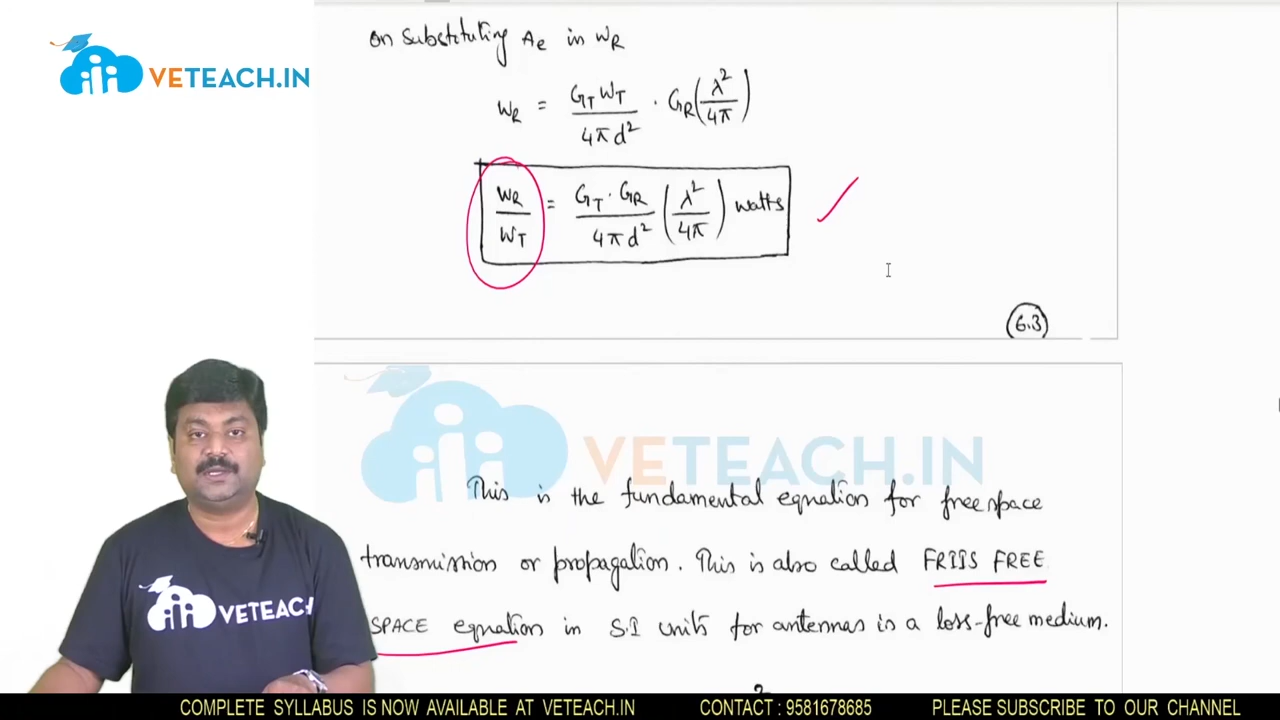 on substituting Ae in WR
VETEACH.IN
WR = GT WT / 4πd² · GR(λ²/4π)
WR/WT = GT · GR / 4πd² (λ²/4π) watts
6.3
VETEACH.IN
This is the fundamental equation for free space
transmission or propagation. This is also called FRIIS FREE
SPACE equation in S.I units for antennas is a loss-free medium.
VETEACH.IN
2
COMPLETE SYLLABUS IS NOW AVAILABLE AT VETEACH.IN CONTACT : 9581678685 PLEASE SUBSCRIBE TO OUR CHANNEL